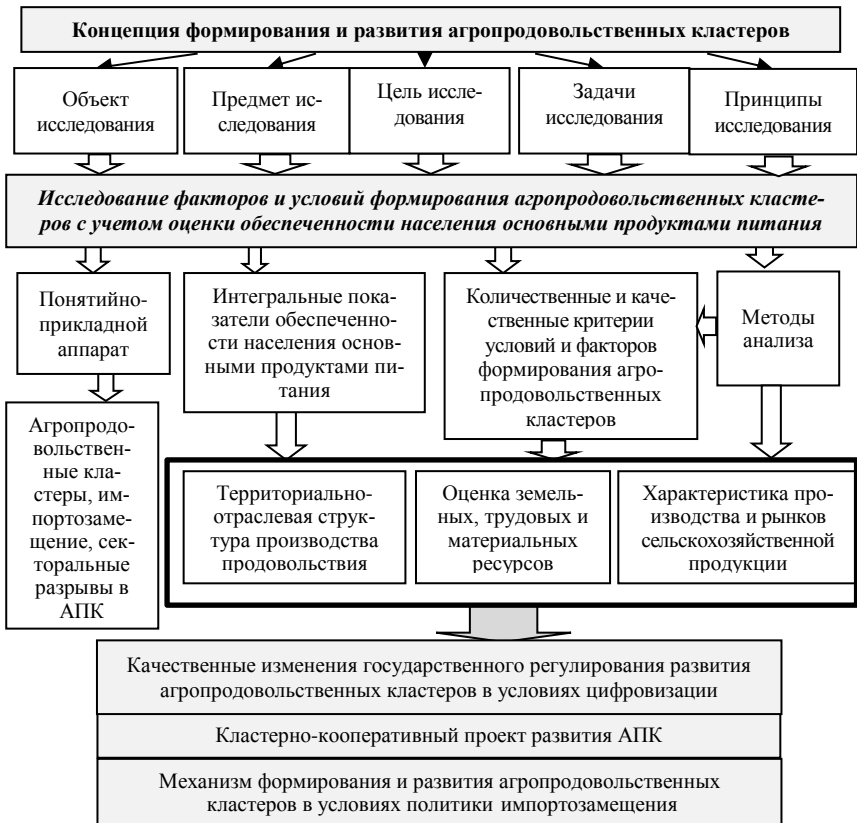 Концепция формирования и развития агропродовольственных кластеров
Объект
исследования
Предмет ис-
следования
Цель иссле-
дования
Задачи
исследования
Принципы
исследования
Исследование факторов и условий формирования агропродовольственных класте-
ров с учетом оценки обеспеченности населения основными продуктами питания
Понятийно-
прикладной
аппарат
Интегральные пока-
затели обеспеченно-
сти населения основ-
ными продуктами пи-
тания
Количественные и каче-
ственные критерии
условий и факторов
формирования агро-
продовольственных
кластеров
Методы
анализа
Агропродо-
вольствен-
ные кла-
стеры, им-
портозаме-
щение, сек-
торальные
разрывы в
АПК
Территориально-
отраслевая струк-
тура производства
продовольствия
Оценка земель-
ных, трудовых и
материальных
ресурсов
Характеристика про-
изводства и рынков
сельскохозяйственной
продукции
Качественные изменения государственного регулирования развития
агропродовольственных кластеров в условиях цифровизации
Кластерно-кооперативный проект развития АПК
Механизм формирования и развития агропродовольственных
кластеров в условиях политики импортозамещения